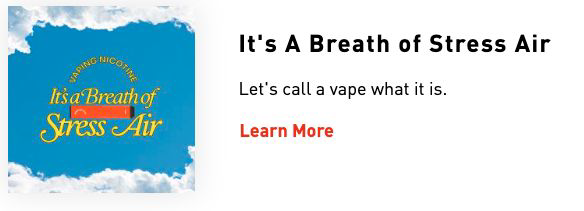 VAPING NICOTINE
It's a Breath of
Stress Air
It's A Breath of Stress Air
Let's call a vape what it is.
Learn More